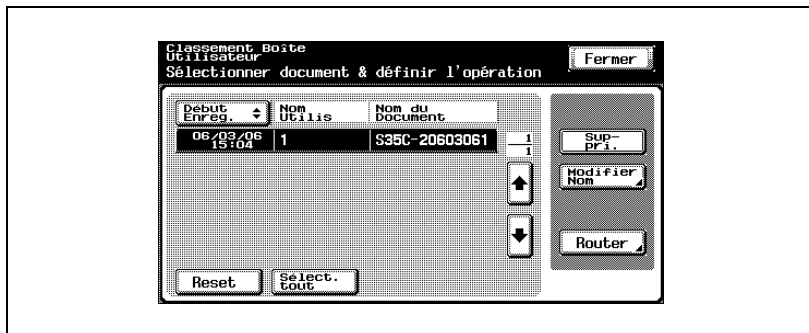 Classement Boîte
Utilisateur
Fermer
Sélectionner document & définir l'opération
Début
Enreg.
Nom
Utilis
Nom du
Document
06/03/06
15:04
1
S35C-20603061
1
1
Sup-
pri.
Modifier
Nom
Router
Reset
Sélect.
tout